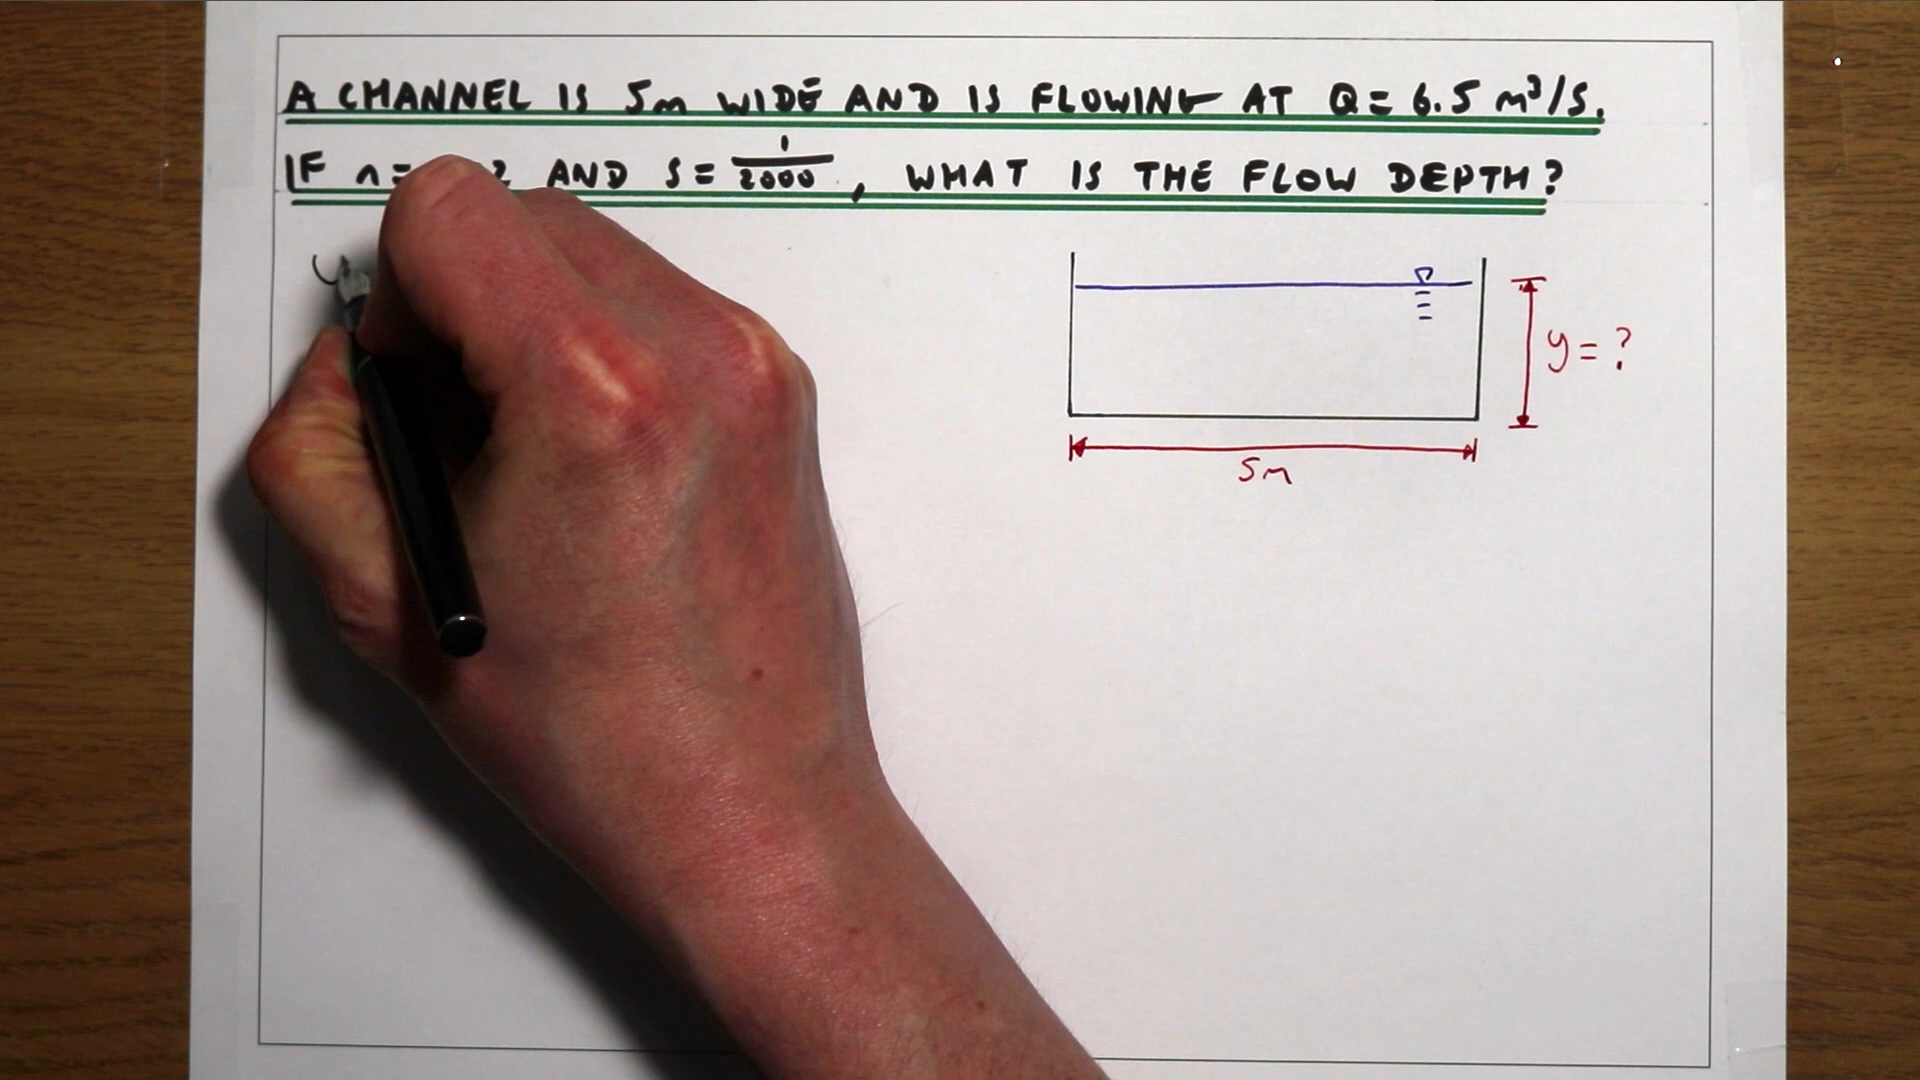 A CHANNEL IS 5m WIDE AND IS FLOWING AT Q = 6.5 m³/S.
IF n = 2 AND S = 1/2000, WHAT IS THE FLOW DEPTH?
y = ?
5m